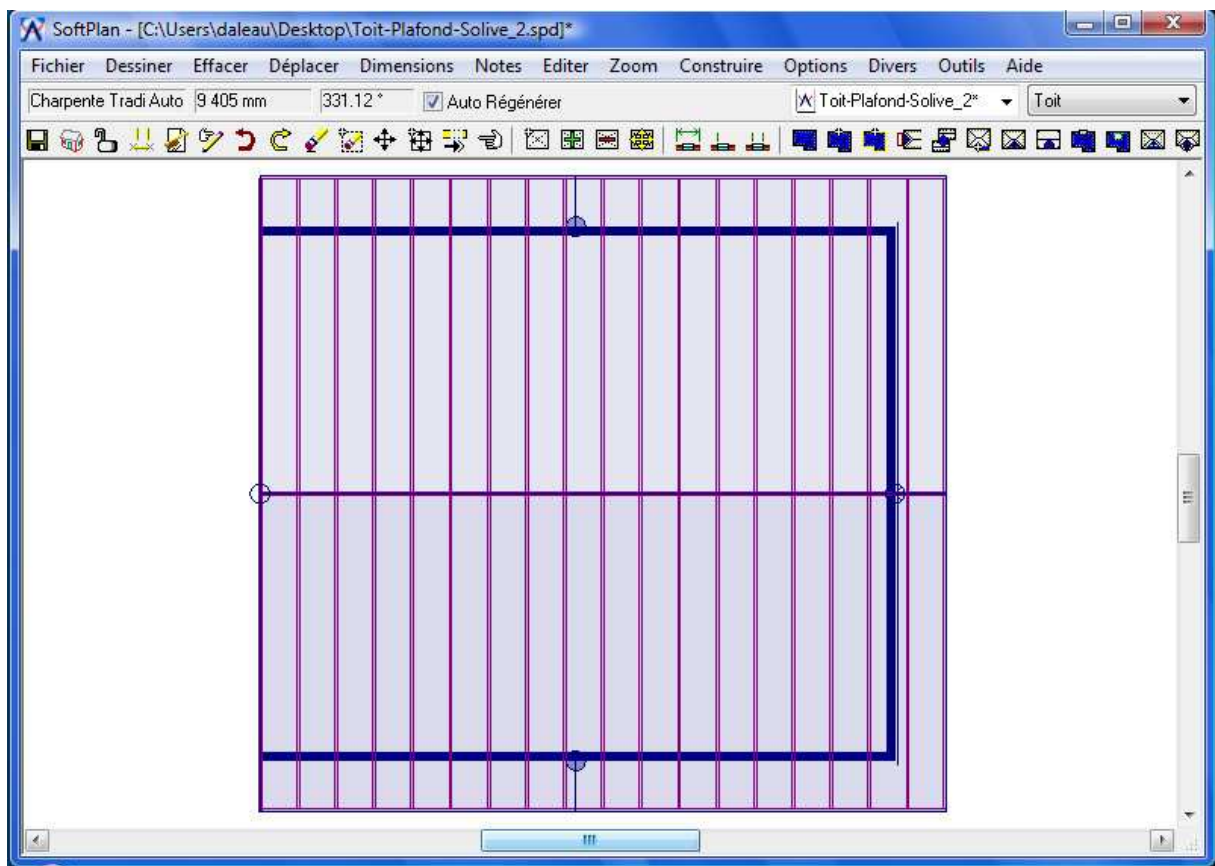 SoftPlan - [C:\Users\daleau\Desktop\Toit-Plafond-Solive_2.spd]*
Fichier Dessiner Effacer Déplacer Dimensions Notes Editer Zoom Construire Options Divers Outils Aide
Charpente Tradi Auto 9 405 mm 331.12 ° Auto Régénérer Toit-Plafond-Solive_2* Toit